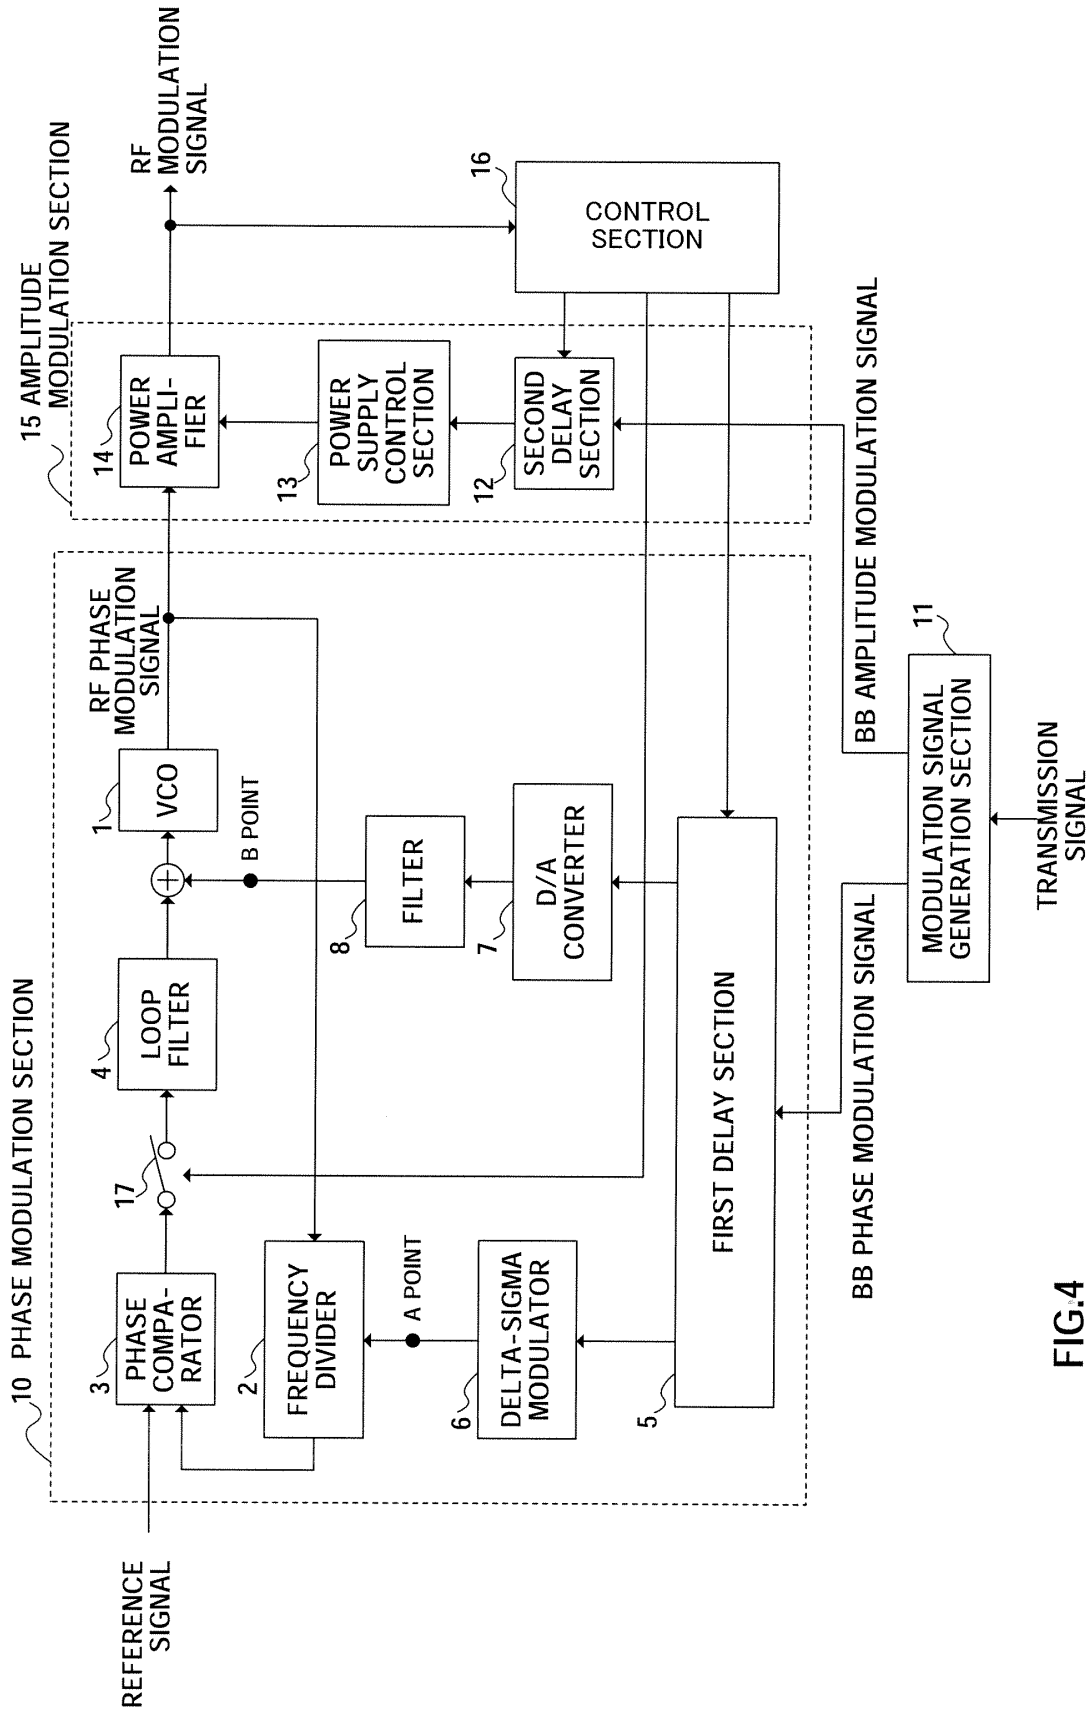 10 PHASE MODULATION SECTION
15 AMPLITUDE
MODULATION SECTION
REFERENCE
SIGNAL
3
PHASE
COMPA-
RATOR
17
4
LOOP
FILTER
1
VCO
RF PHASE
MODULATION
SIGNAL
14
POWER
AMPLI-
FIER
RF
MODULATION
SIGNAL
2
FREQUENCY
DIVIDER
A POINT
B POINT
8
FILTER
13
POWER
SUPPLY
CONTROL
SECTION
6
DELTA-SIGMA
MODULATOR
7
D/A
CONVERTER
12
SECOND
DELAY
SECTION
16
CONTROL
SECTION
5
FIRST DELAY SECTION
BB PHASE MODULATION SIGNAL
BB AMPLITUDE MODULATION SIGNAL
11
MODULATION SIGNAL
GENERATION SECTION
TRANSMISSION
SIGNAL
FIG.4